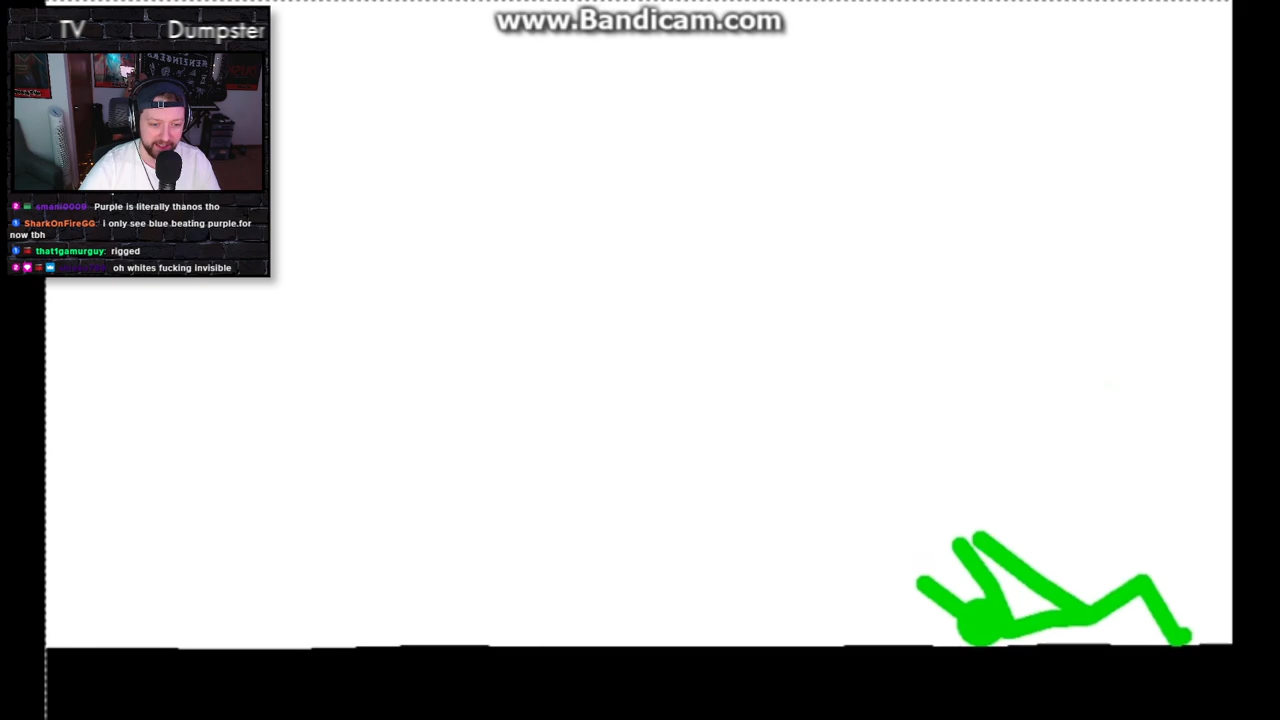 www.Bandicam.com
TV Dumpster
smani0009: Purple is literally thanos tho
SharkOnFireGG: i only see blue beating purple.for
now tbh
that1gamurguy: rigged
oh whites fucking invisible